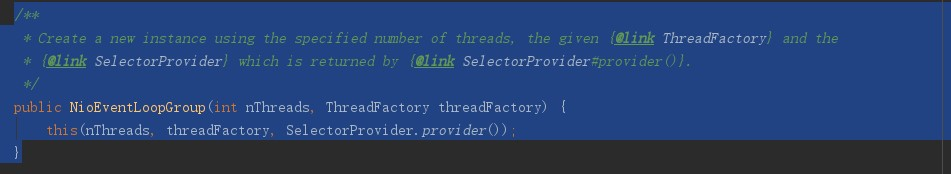 /**
 * Create a new instance using the specified number of threads, the given {@link ThreadFactory} and the
 * {@link SelectorProvider} which is returned by {@link SelectorProvider#provider()}.
 */
public NioEventLoopGroup(int nThreads, ThreadFactory threadFactory) {
    this(nThreads, threadFactory, SelectorProvider.provider());
}